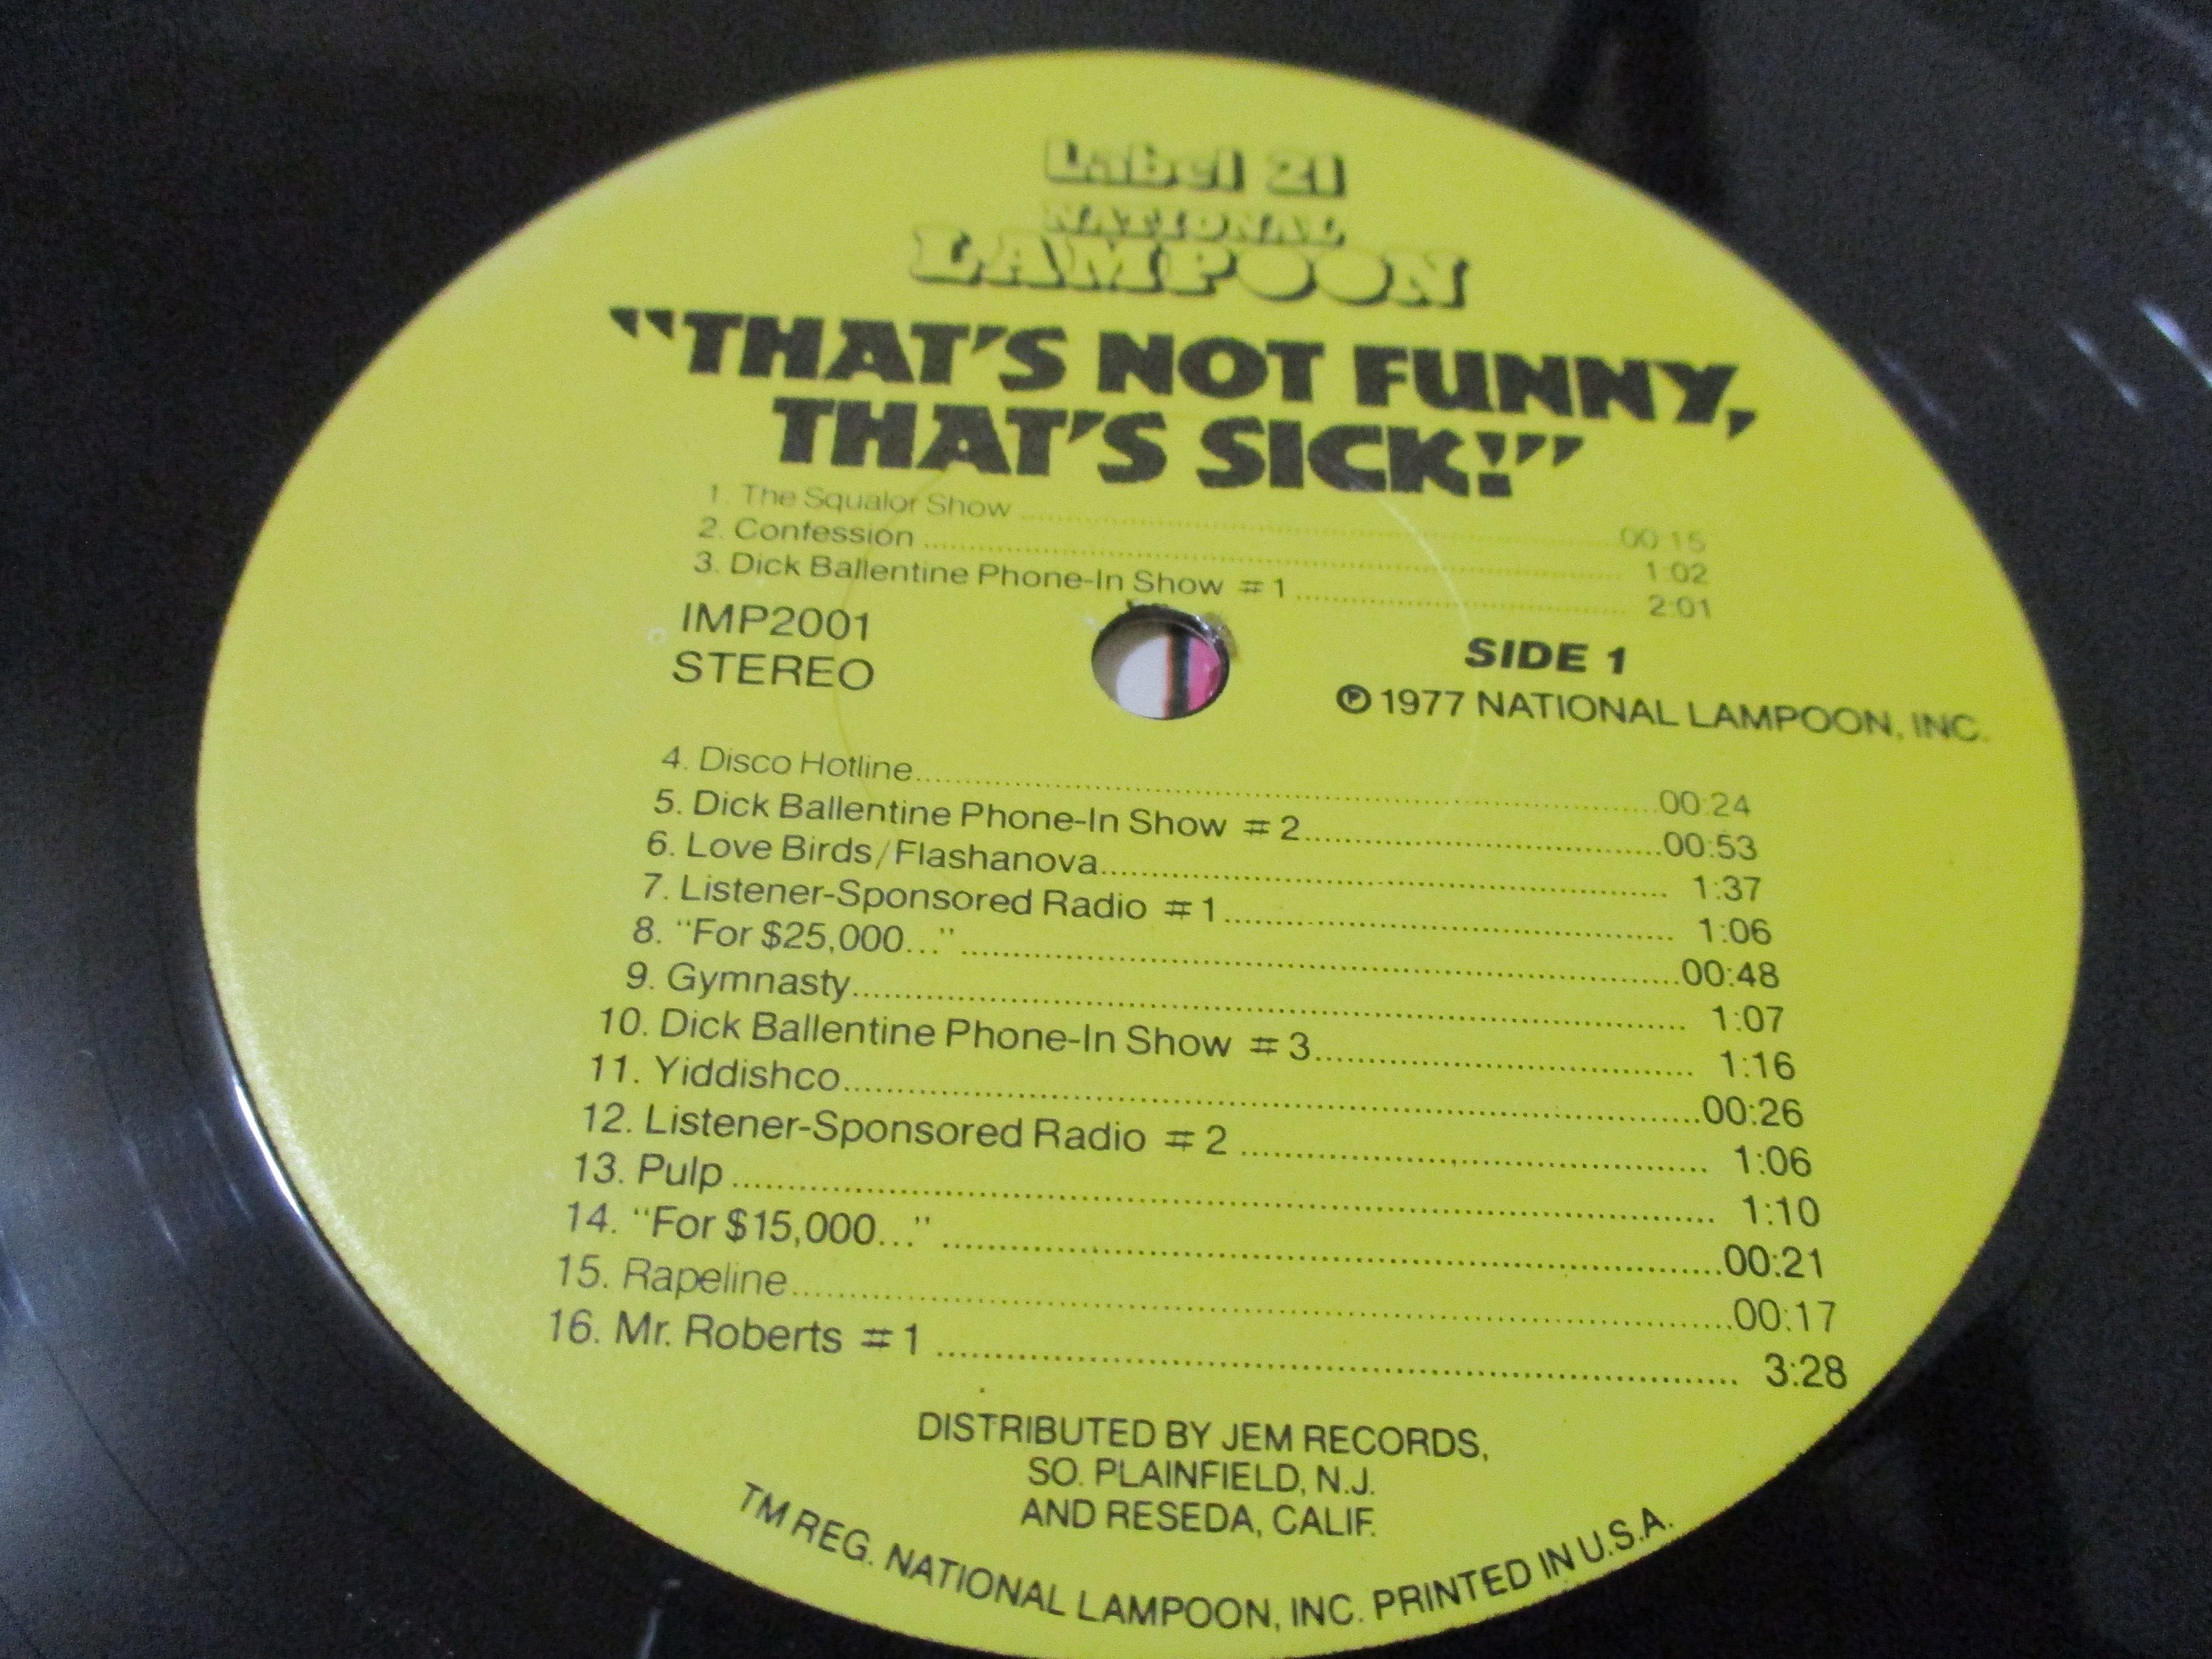 Label 21
NATIONAL
LAMPOON
"THAT'S NOT FUNNY,
THAT'S SICK!"
1. The Squalor Show ........ 00:15
2. Confession ........ 1:02
3. Dick Ballentine Phone-In Show #1 ........ 2:01
IMP2001
STEREO
SIDE 1
℗ 1977 NATIONAL LAMPOON, INC.
4. Disco Hotline ........ 00:24
5. Dick Ballentine Phone-In Show #2 ........ 00:53
6. Love Birds/Flashanova ........ 1:37
7. Listener-Sponsored Radio #1 ........ 1:06
8. "For $25,000..." ........ 00:48
9. Gymnasty ........ 1:07
10. Dick Ballentine Phone-In Show #3 ........ 1:16
11. Yiddishco ........ 00:26
12. Listener-Sponsored Radio #2 ........ 1:06
13. Pulp ........ 1:10
14. "For $15,000..." ........ 00:21
15. Rapeline ........ 00:17
16. Mr. Roberts #1 ........ 3:28
DISTRIBUTED BY JEM RECORDS,
SO. PLAINFIELD, N.J.
AND RESEDA, CALIF.
TM REG. NATIONAL LAMPOON, INC. PRINTED IN U.S.A.